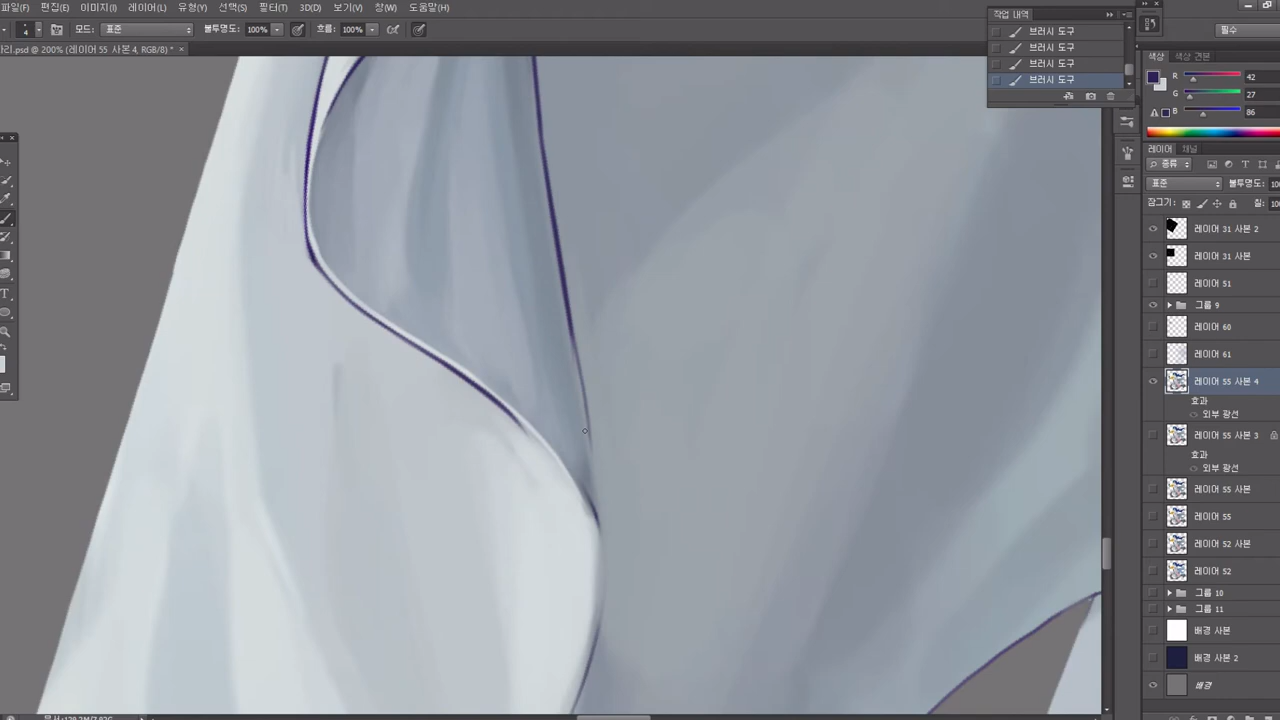 파일(F) 편집(E) 이미지(I) 레이어(L) 유형(Y) 선택(S) 필터(T) 3D(D) 보기(V) 창(W) 도움말(H)
4 모드: 표준 불투명도: 100% 흐름: 100% 필수
리.psd @ 200% (레이어 55 사본 4, RGB/8) *
작업 내역
브러시 도구
브러시 도구
브러시 도구
브러시 도구
색상 색상 견본
R 42
G 27
B 86
레이어 채널
종류
표준 불투명도:
잠그기: 칠:
레이어 31 사본 2
레이어 31 사본
레이어 51
그룹 9
레이어 60
레이어 61
레이어 55 사본 4
효과
외부 광선
레이어 55 사본 3
효과
외부 광선
레이어 55 사본
레이어 55
레이어 52 사본
레이어 52
그룹 10
그룹 11
배경 사본
배경 사본 2
배경